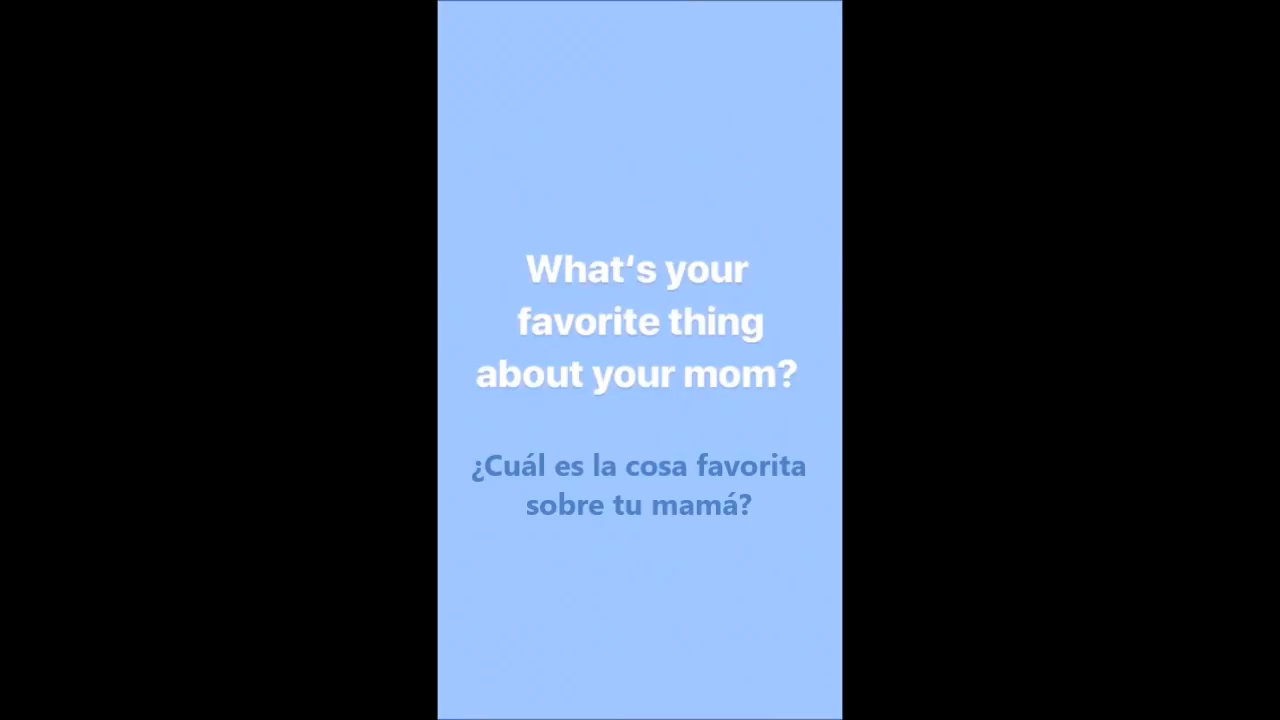 What‘s your
favorite thing
about your mom?
¿Cuál es la cosa favorita
sobre tu mamá?